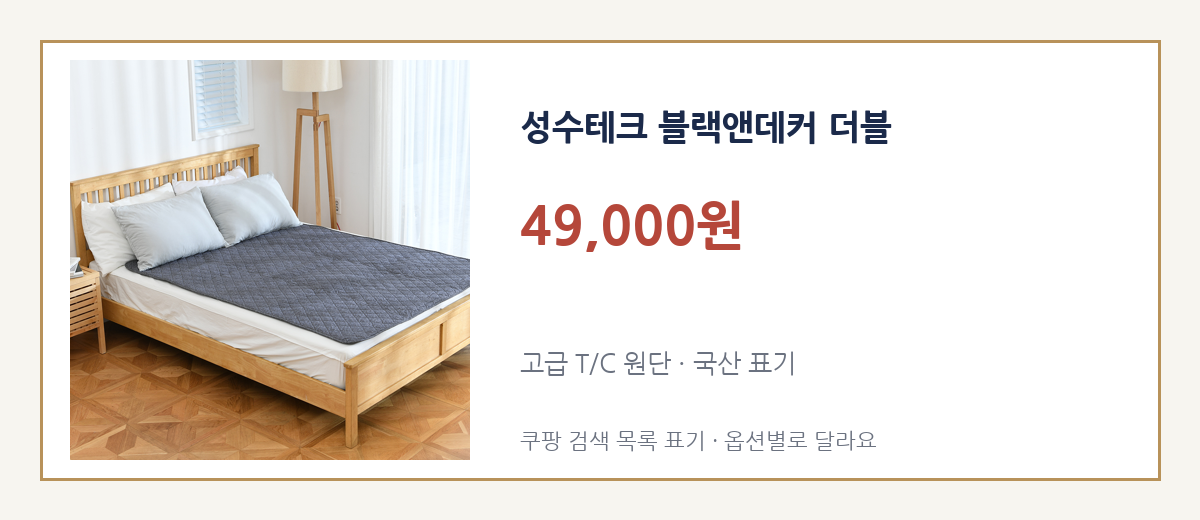 성수테크 블랙앤데커 더블
49,000원
고급 T/C 원단 · 국산 표기
쿠팡 검색 목록 표기 · 옵션별로 달라요